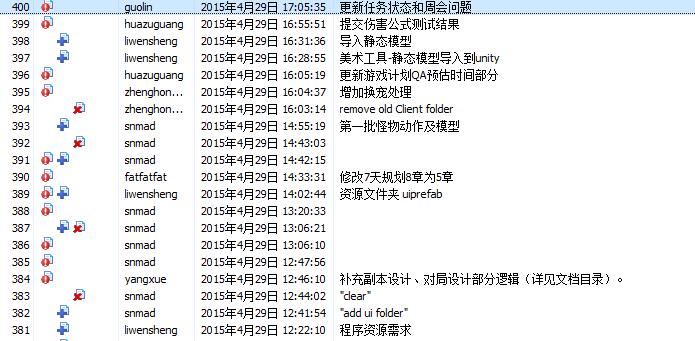 400 guolin 2015年4月29日 17:05:35 更新任务状态和周会问题
399 huazuguang 2015年4月29日 16:55:51 提交伤害公式测试结果
398 liwensheng 2015年4月29日 16:31:36 导入静态模型
397 liwensheng 2015年4月29日 16:28:55 美术工具-静态模型导入到unity
396 huazuguang 2015年4月29日 16:05:19 更新游戏计划QA预估时间部分
395 zhenghon... 2015年4月29日 16:04:37 增加换宠处理
394 zhenghon... 2015年4月29日 16:03:14 remove old Client folder
393 snmad 2015年4月29日 14:55:19 第一批怪物动作及模型
392 snmad 2015年4月29日 14:43:03
391 snmad 2015年4月29日 14:42:15
390 fatfatfat 2015年4月29日 14:33:31 修改7天规划8章为5章
389 liwensheng 2015年4月29日 14:02:44 资源文件夹 uiprefab
388 snmad 2015年4月29日 13:20:33
387 snmad 2015年4月29日 13:06:21
386 snmad 2015年4月29日 13:06:10
385 snmad 2015年4月29日 12:47:56
384 yangxue 2015年4月29日 12:46:10 补充副本设计、对局设计部分逻辑（详见文档目录）。
383 snmad 2015年4月29日 12:44:02 "clear"
382 snmad 2015年4月29日 12:41:54 "add ui folder"
381 liwensheng 2015年4月29日 12:22:10 程序资源需求